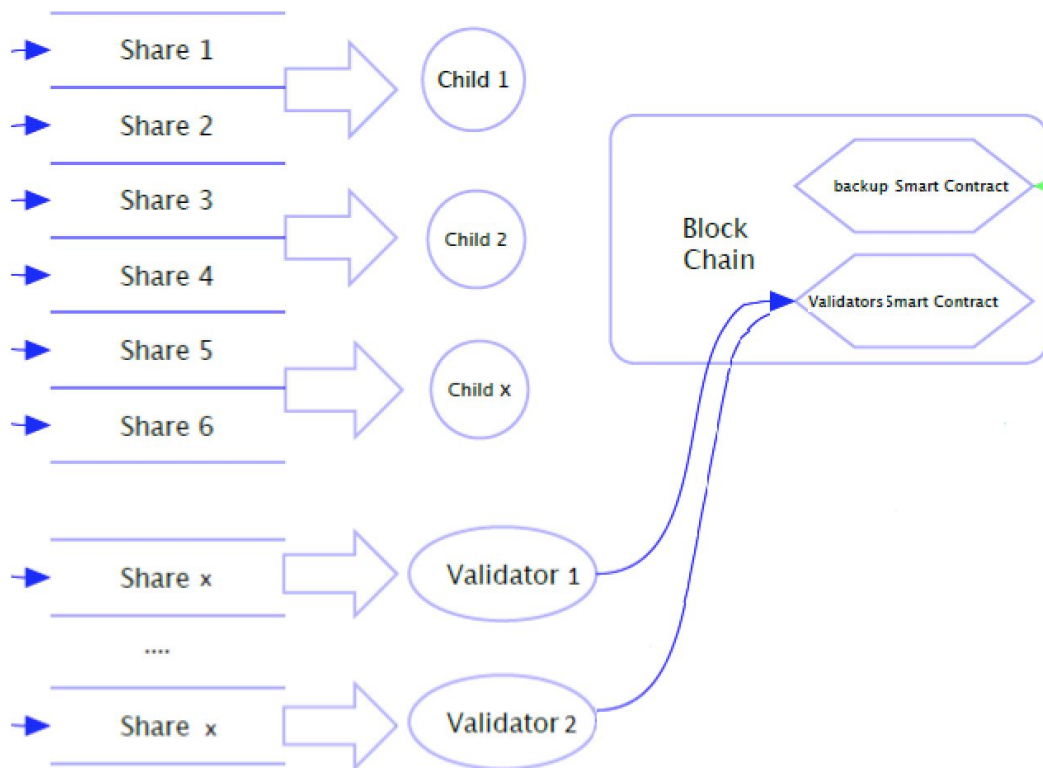 Share 1
Share 2
Child 1
Share 3
Share 4
Child 2
Share 5
Share 6
Child x
Block
Chain
backup Smart Contract
Validators Smart Contract
Share x
Validator 1
....
Share x
Validator 2